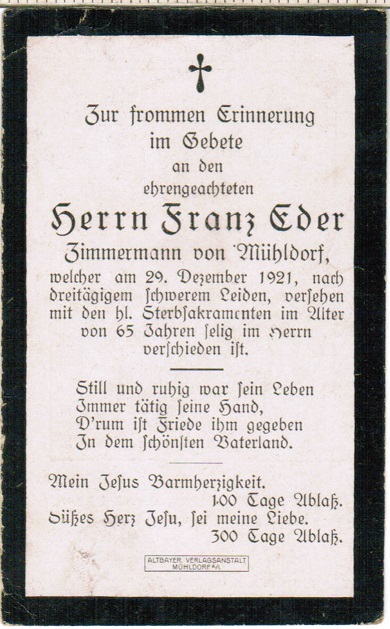 Zur frommen Erinnerung
im Gebete
an den
ehrengeachteten
Herrn Franz Eder
Zimmermann von Mühldorf,
welcher am 29. Dezember 1921, nach
dreitägigem schwerem Leiden, versehen
mit den hl. Sterbsakramenten im Alter
von 65 Jahren selig im Herrn
verschieden ist.
Still und ruhig war sein Leben
Immer tätig seine Hand,
D'rum ist Friede ihm gegeben
In dem schönsten Vaterland.
Mein Jesus Barmherzigkeit.
100 Tage Ablaß.
Süßes Herz Jesu, sei meine Liebe.
300 Tage Ablaß.
ALTBAYER. VERLAGSANSTALT
MÜHLDORF a/I.